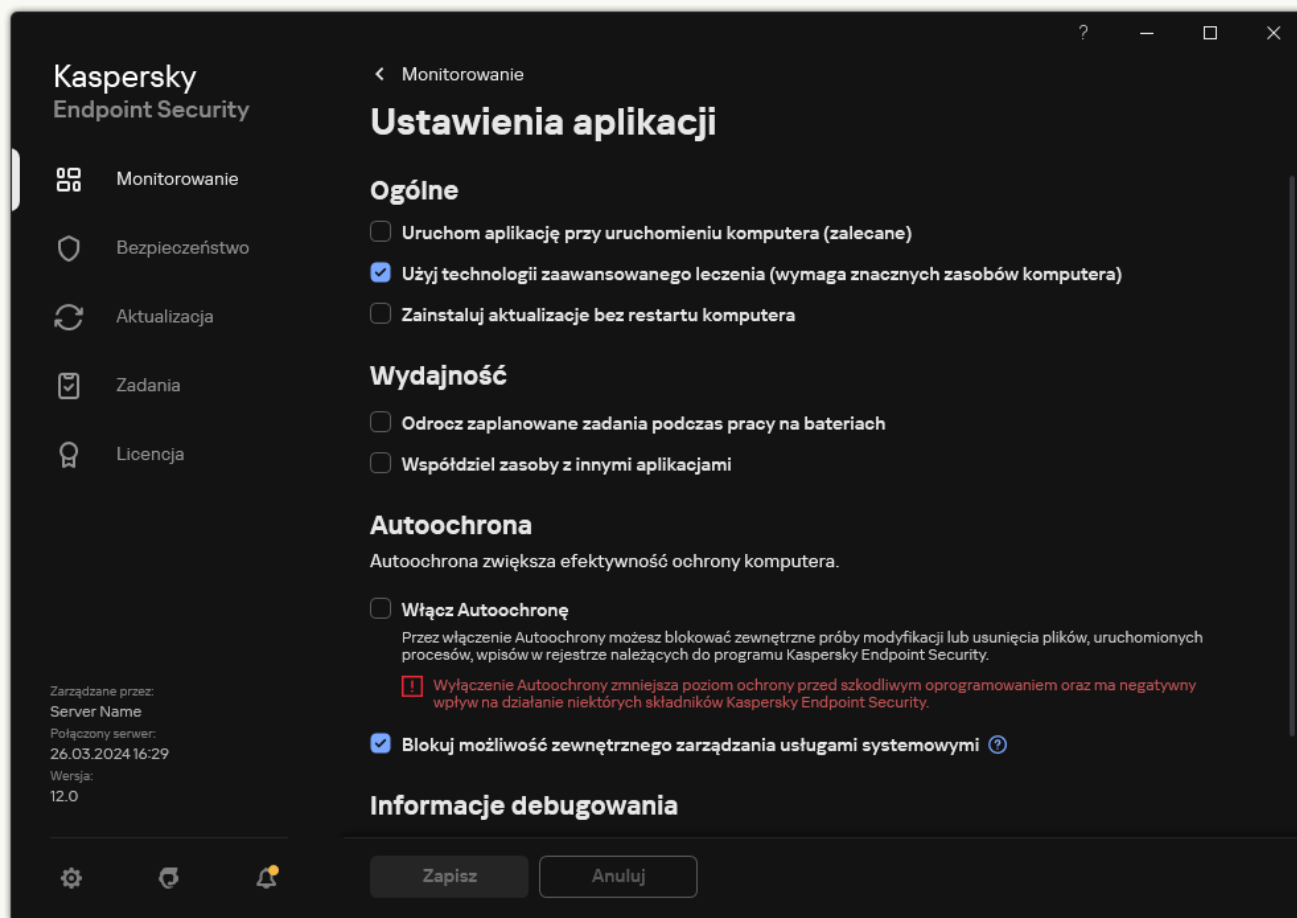 ?
Kaspersky
Endpoint Security
Monitorowanie
Bezpieczeństwo
Aktualizacja
Zadania
Licencja
Zarządzane przez:
Server Name
Połączony serwer:
26.03.2024 16:29
Wersja:
12.0
Monitorowanie
Ustawienia aplikacji
Ogólne
Uruchom aplikację przy uruchomieniu komputera (zalecane)
Użyj technologii zaawansowanego leczenia (wymaga znacznych zasobów komputera)
Zainstaluj aktualizacje bez restartu komputera
Wydajność
Odrocz zaplanowane zadania podczas pracy na bateriach
Współdziel zasoby z innymi aplikacjami
Autoochrona
Autoochrona zwiększa efektywność ochrony komputera.
Włącz Autoochronę
Przez włączenie Autoochrony możesz blokować zewnętrzne próby modyfikacji lub usunięcia plików, uruchomionych
procesów, wpisów w rejestrze należących do programu Kaspersky Endpoint Security.
! Wyłączenie Autoochrony zmniejsza poziom ochrony przed szkodliwym oprogramowaniem oraz ma negatywny
wpływ na działanie niektórych składników Kaspersky Endpoint Security.
Blokuj możliwość zewnętrznego zarządzania usługami systemowymi ?
Informacje debugowania
Zapisz
Anuluj